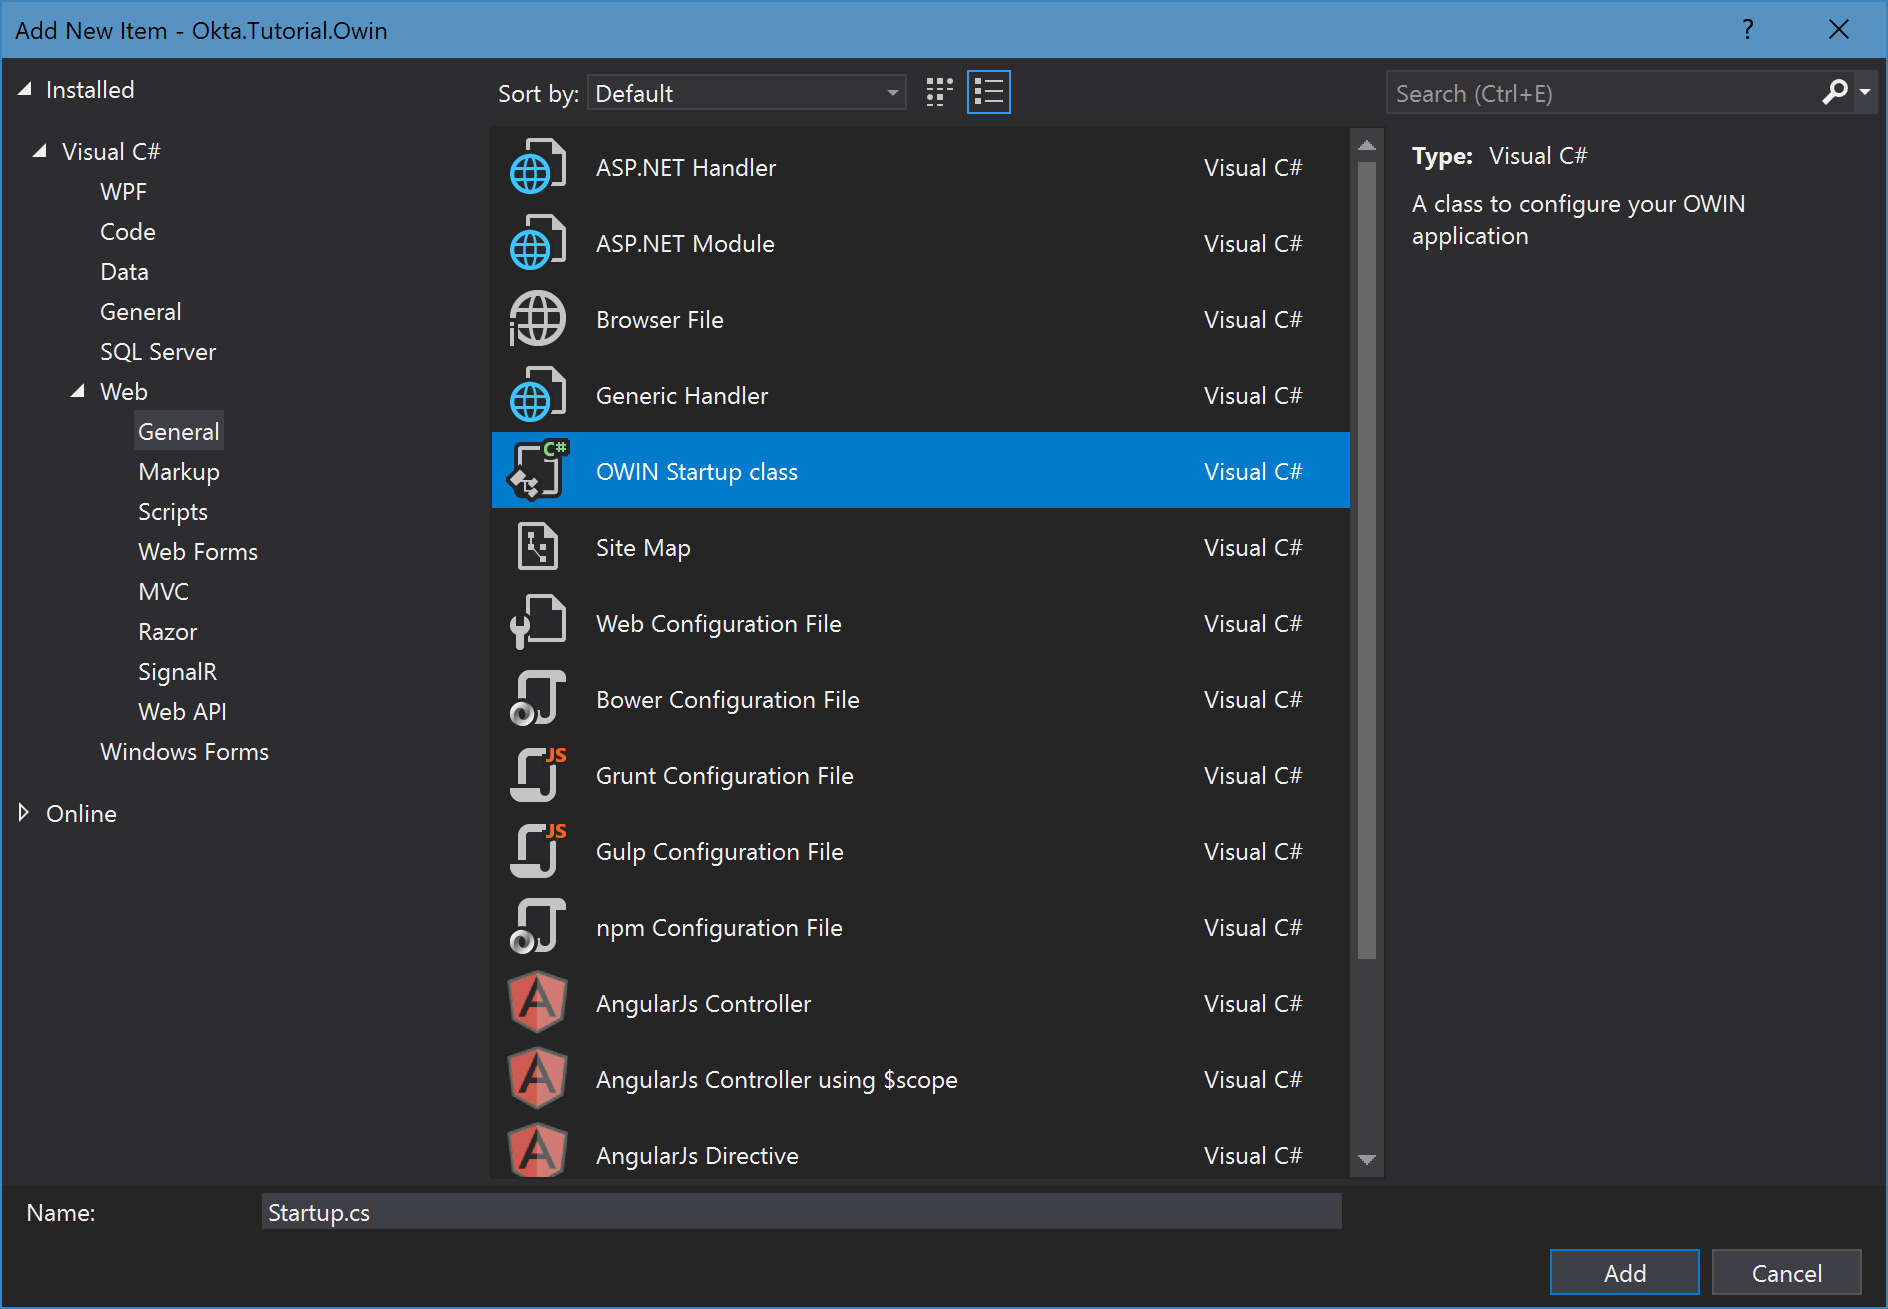 Add New Item - Okta.Tutorial.Owin
?
Installed
Visual C#
WPF
Code
Data
General
SQL Server
Web
General
Markup
Scripts
Web Forms
MVC
Razor
SignalR
Web API
Windows Forms
Online
Sort by: Default
ASP.NET Handler Visual C#
ASP.NET Module Visual C#
Browser File Visual C#
Generic Handler Visual C#
C#
OWIN Startup class Visual C#
Site Map Visual C#
Web Configuration File Visual C#
Bower Configuration File Visual C#
JS
Grunt Configuration File Visual C#
JS
Gulp Configuration File Visual C#
npm Configuration File Visual C#
AngularJs Controller Visual C#
AngularJs Controller using $scope Visual C#
AngularJs Directive Visual C#
Search (Ctrl+E)
Type: Visual C#
A class to configure your OWIN
application
Name: Startup.cs
Add Cancel